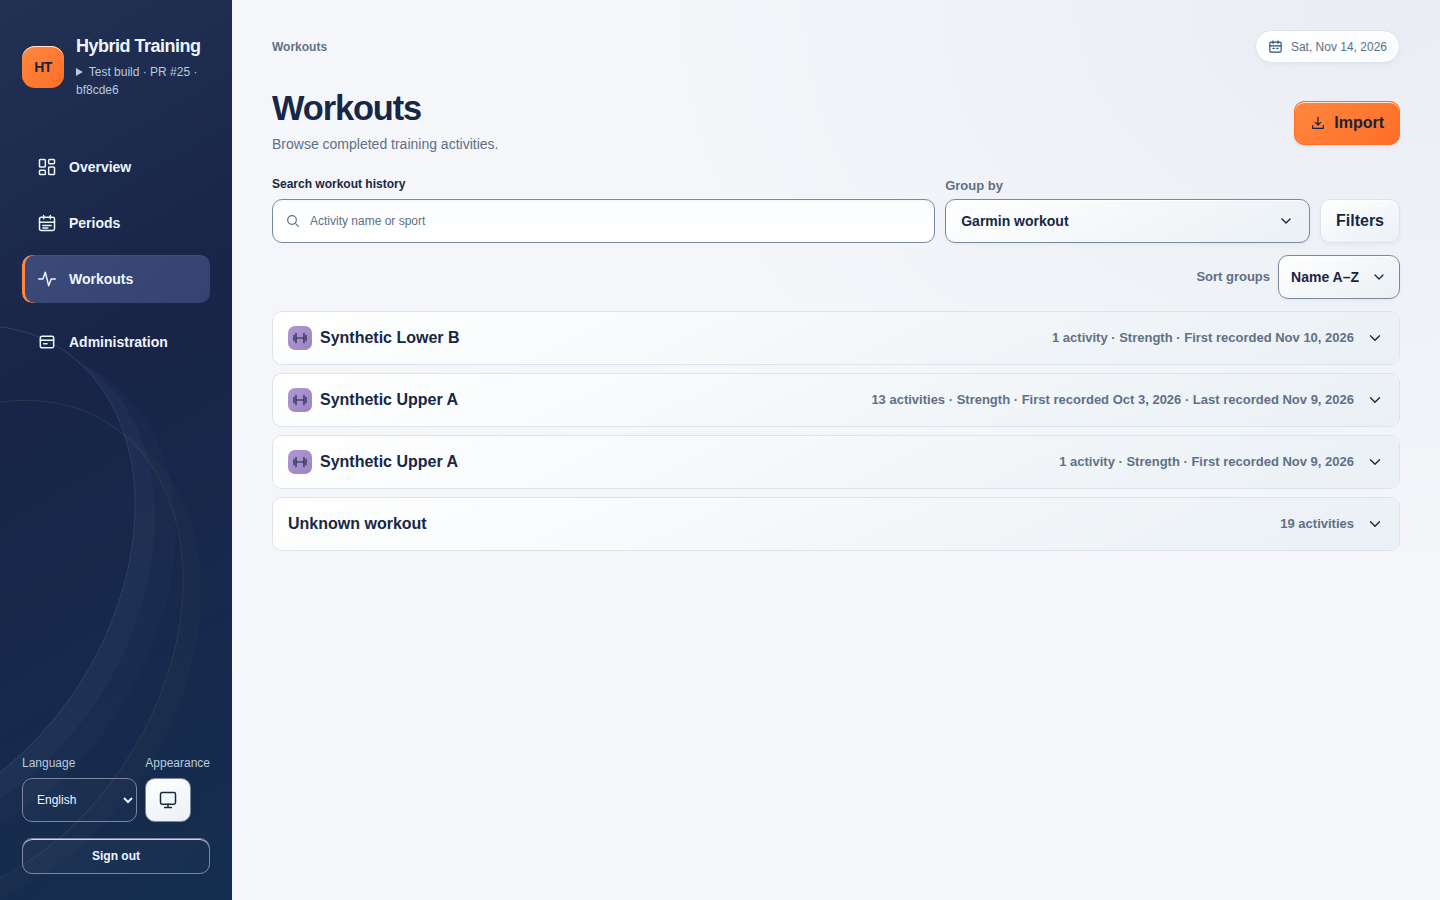 HT
Hybrid Training
▶ Test build · PR #25 ·
bf8cde6
Overview
Periods
Workouts
Administration
Language
Appearance
English
Sign out
Workouts
Sat, Nov 14, 2026
Workouts
Browse completed training activities.
Import
Search workout history
Activity name or sport
Group by
Garmin workout
Filters
Sort groups
Name A–Z
Synthetic Lower B
1 activity · Strength · First recorded Nov 10, 2026
Synthetic Upper A
13 activities · Strength · First recorded Oct 3, 2026 · Last recorded Nov 9, 2026
Synthetic Upper A
1 activity · Strength · First recorded Nov 9, 2026
Unknown workout
19 activities